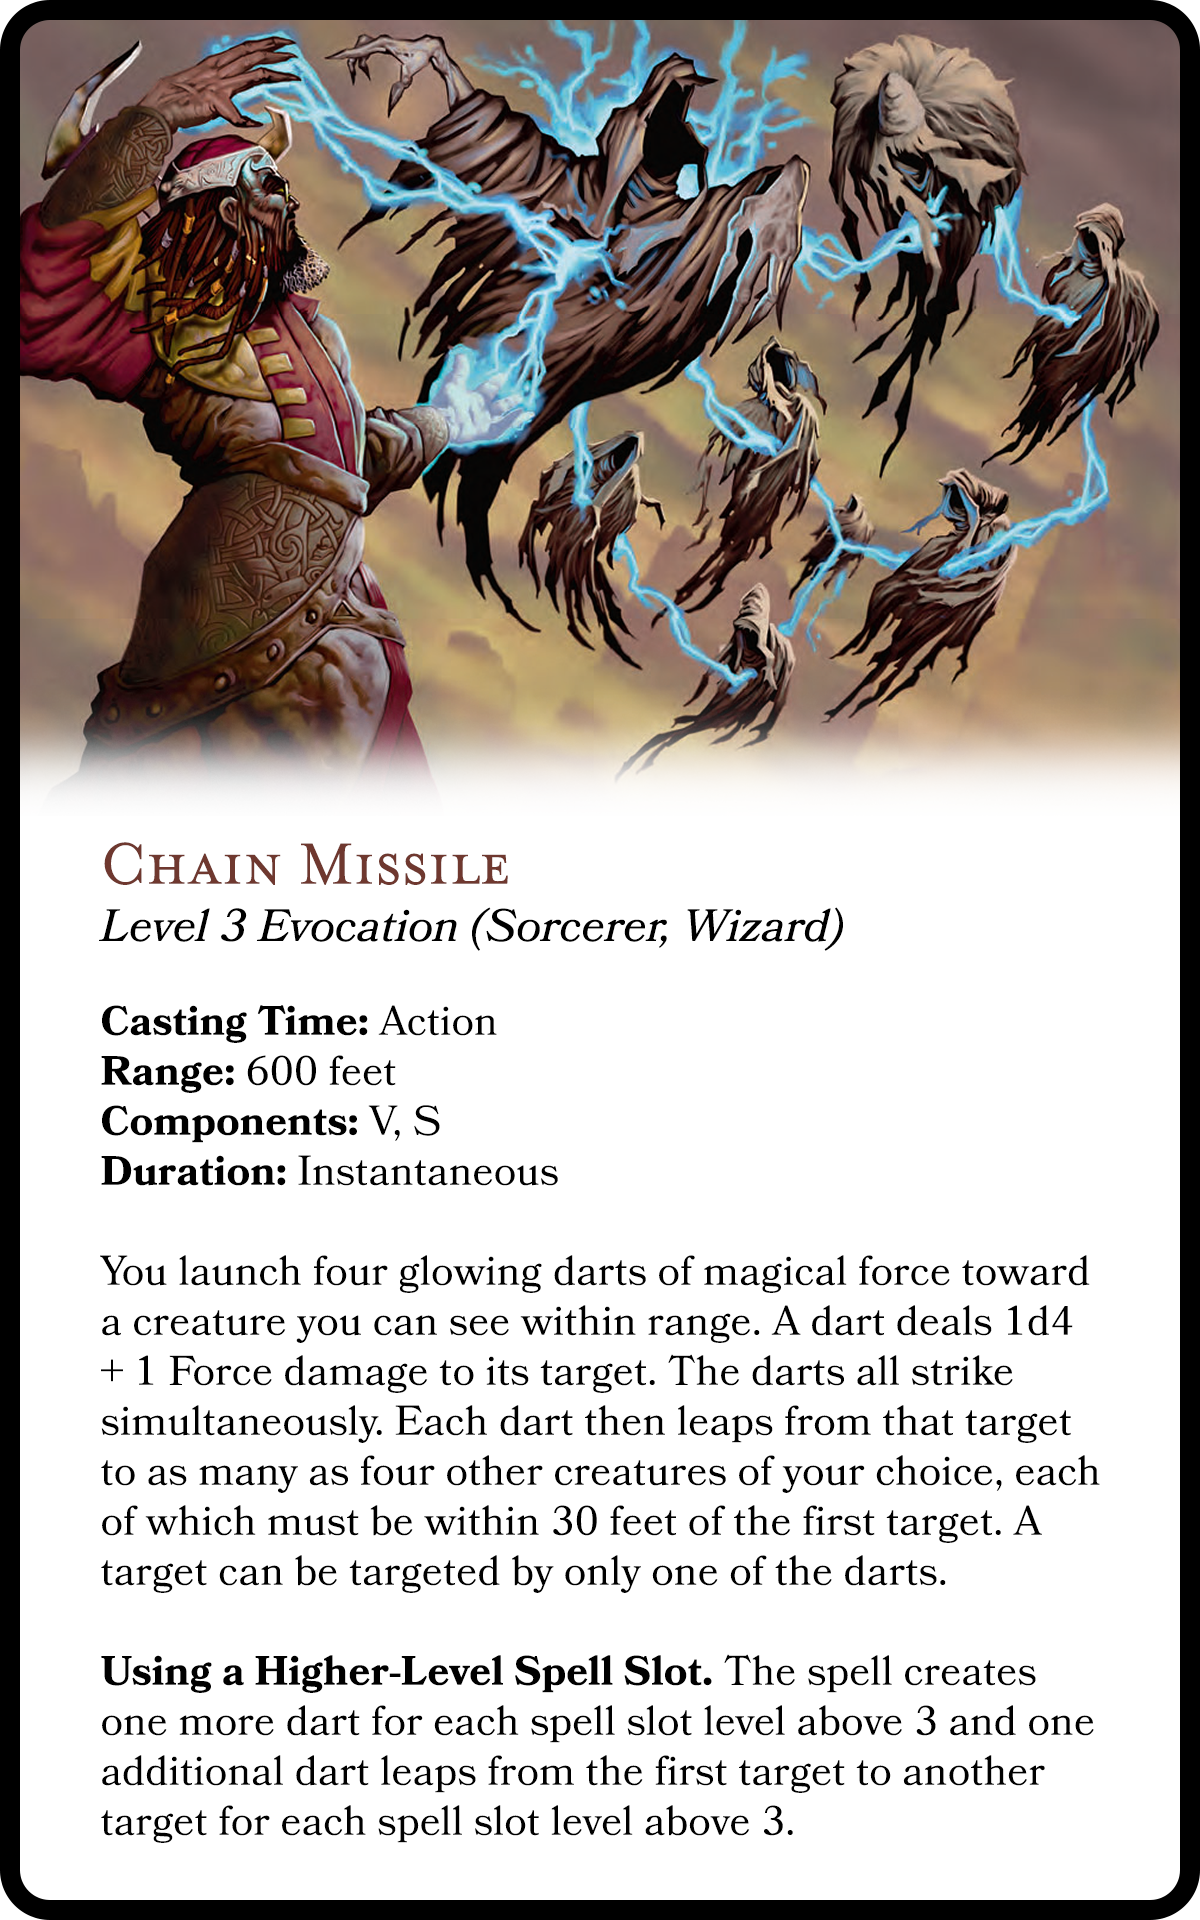 Chain Missile
Level 3 Evocation (Sorcerer, Wizard)
Casting Time: Action
Range: 600 feet
Components: V, S
Duration: Instantaneous
You launch four glowing darts of magical force toward
a creature you can see within range. A dart deals 1d4
+ 1 Force damage to its target. The darts all strike
simultaneously. Each dart then leaps from that target
to as many as four other creatures of your choice, each
of which must be within 30 feet of the first target. A
target can be targeted by only one of the darts.
Using a Higher-Level Spell Slot. The spell creates
one more dart for each spell slot level above 3 and one
additional dart leaps from the first target to another
target for each spell slot level above 3.